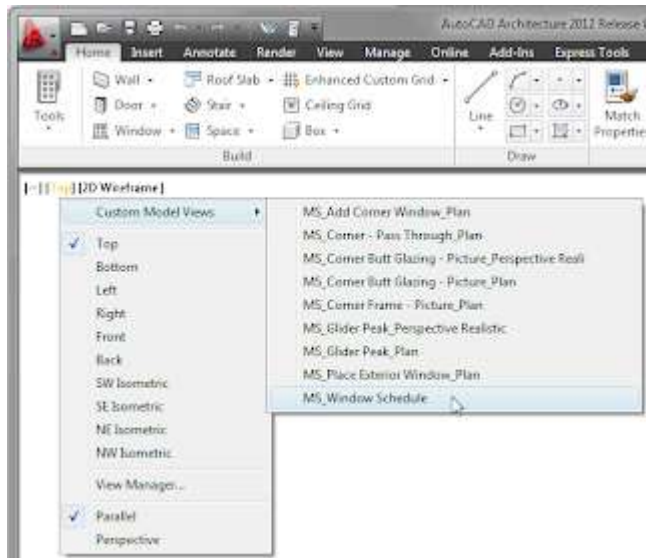 AutoCAD Architecture 2012 Release
Home Insert Annotate Render View Manage Online Add-Ins Express Tools
Tools
Wall Roof Slab Enhanced Custom Grid
Door Stair Ceiling Grid
Window Space Box
Line
Match
Properties
Build
Draw
[-][Top][2D Wireframe]
Custom Model Views
Top
Bottom
Left
Right
Front
Back
SW Isometric
SE Isometric
NE Isometric
NW Isometric
View Manager...
Parallel
Perspective
MS_Add Corner Window_Plan
MS_Corner - Pass Through_Plan
MS_Corner Butt Glazing - Picture_Perspective Reali
MS_Corner Butt Glazing - Picture_Plan
MS_Corner Frame - Picture_Plan
MS_Glider Peak_Perspective Realistic
MS_Glider Peak_Plan
MS_Place Exterior Window_Plan
MS_Window Schedule